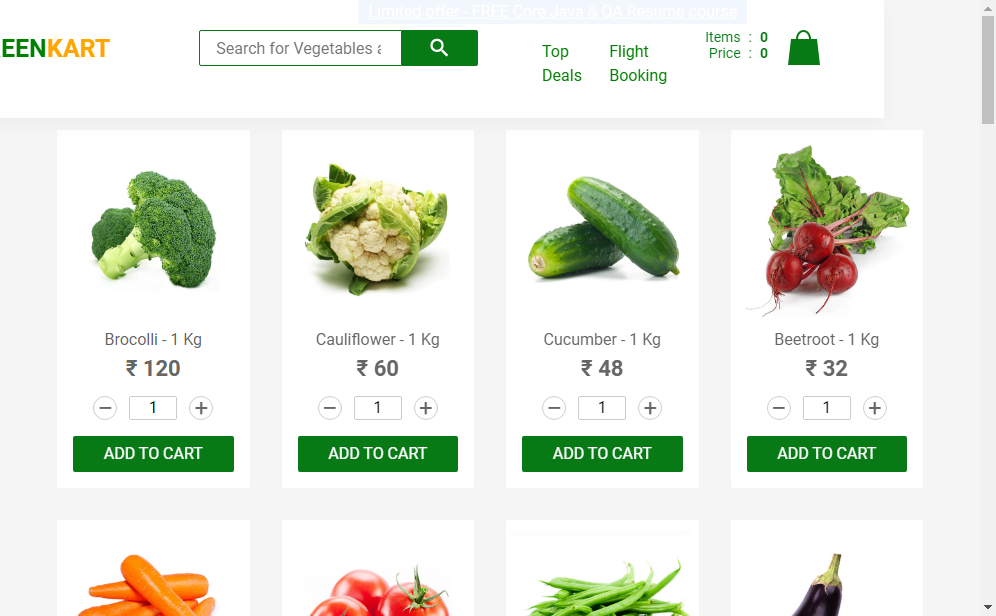 Limited offer - FREE Core Java & QA Resume course
EENKART
Search for Vegetables a
Top Deals
Flight Booking
Items : 0
Price : 0
Brocolli - 1 Kg
₹ 120
1
ADD TO CART
Cauliflower - 1 Kg
₹ 60
1
ADD TO CART
Cucumber - 1 Kg
₹ 48
1
ADD TO CART
Beetroot - 1 Kg
₹ 32
1
ADD TO CART